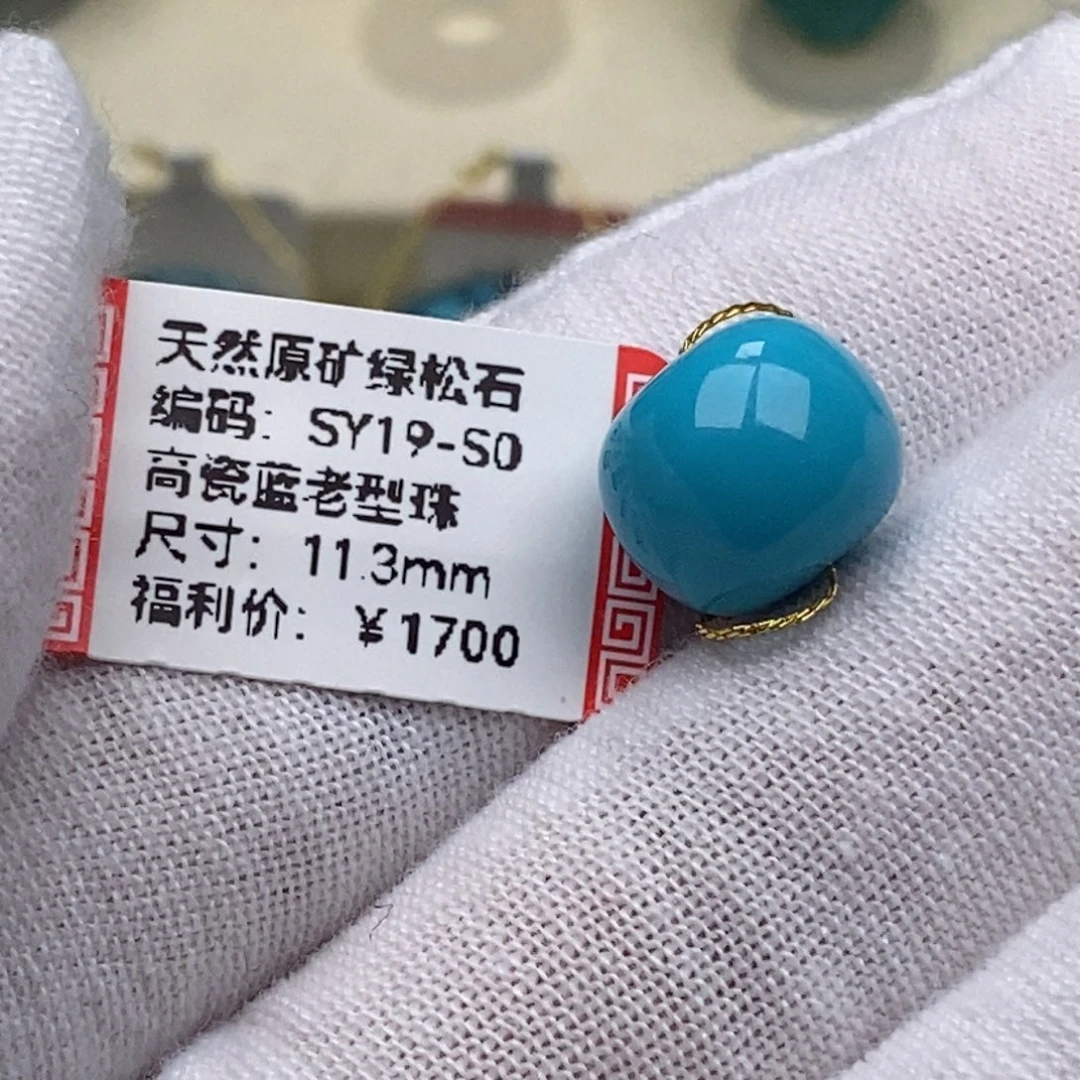 天然原矿绿松石
编码: SY19-S0
高瓷蓝老型珠
尺寸: 11.3mm
福利价: ¥1700